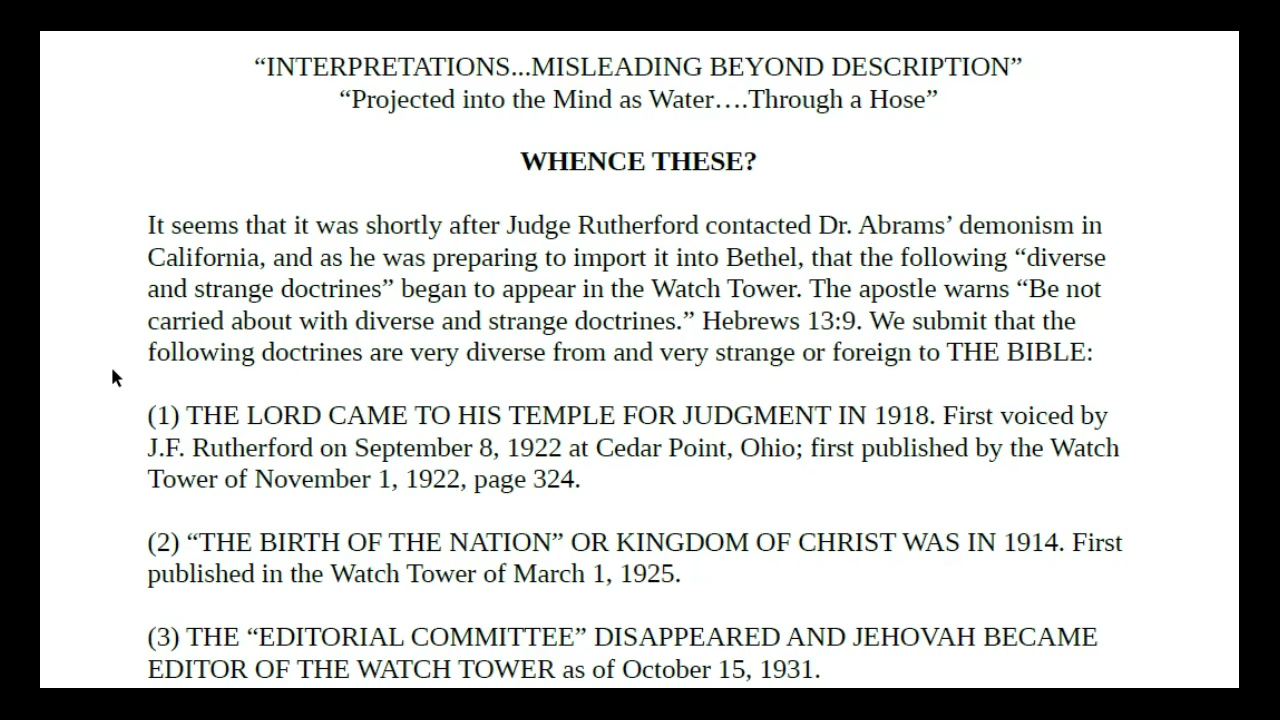 “INTERPRETATIONS...MISLEADING BEYOND DESCRIPTION”
“Projected into the Mind as Water….Through a Hose”
WHENCE THESE?
It seems that it was shortly after Judge Rutherford contacted Dr. Abrams’ demonism in
California, and as he was preparing to import it into Bethel, that the following “diverse
and strange doctrines” began to appear in the Watch Tower. The apostle warns “Be not
carried about with diverse and strange doctrines.” Hebrews 13:9. We submit that the
following doctrines are very diverse from and very strange or foreign to THE BIBLE:
(1) THE LORD CAME TO HIS TEMPLE FOR JUDGMENT IN 1918. First voiced by
J.F. Rutherford on September 8, 1922 at Cedar Point, Ohio; first published by the Watch
Tower of November 1, 1922, page 324.
(2) “THE BIRTH OF THE NATION” OR KINGDOM OF CHRIST WAS IN 1914. First
published in the Watch Tower of March 1, 1925.
(3) THE “EDITORIAL COMMITTEE” DISAPPEARED AND JEHOVAH BECAME
EDITOR OF THE WATCH TOWER as of October 15, 1931.